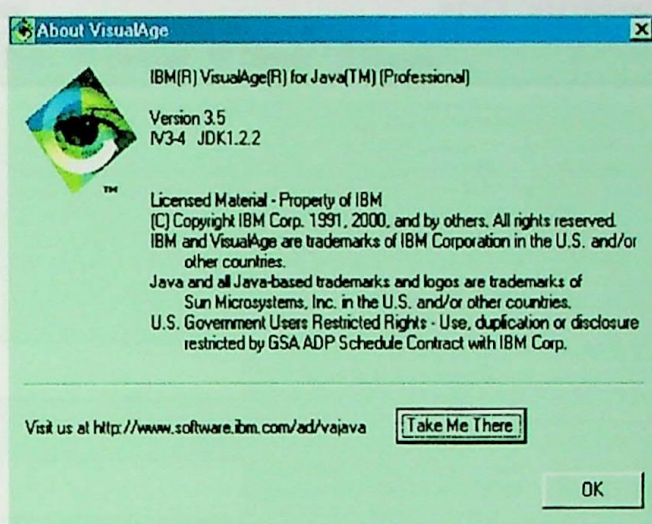 About VisualAge
IBM(R) VisualAge(R) for Java(TM) (Professional)
Version 3.5
IV3-4 JDK1.2.2
TM
Licensed Material - Property of IBM
(C) Copyright IBM Corp. 1991, 2000, and by others. All rights reserved.
IBM and VisualAge are trademarks of IBM Corporation in the U.S. and/or
other countries.
Java and all Java-based trademarks and logos are trademarks of
Sun Microsystems, Inc. in the U.S. and/or other countries.
U.S. Government Users Restricted Rights - Use, duplication or disclosure
restricted by GSA ADP Schedule Contract with IBM Corp.
Visit us at http://www.software.ibm.com/ad/vajava Take Me There
OK